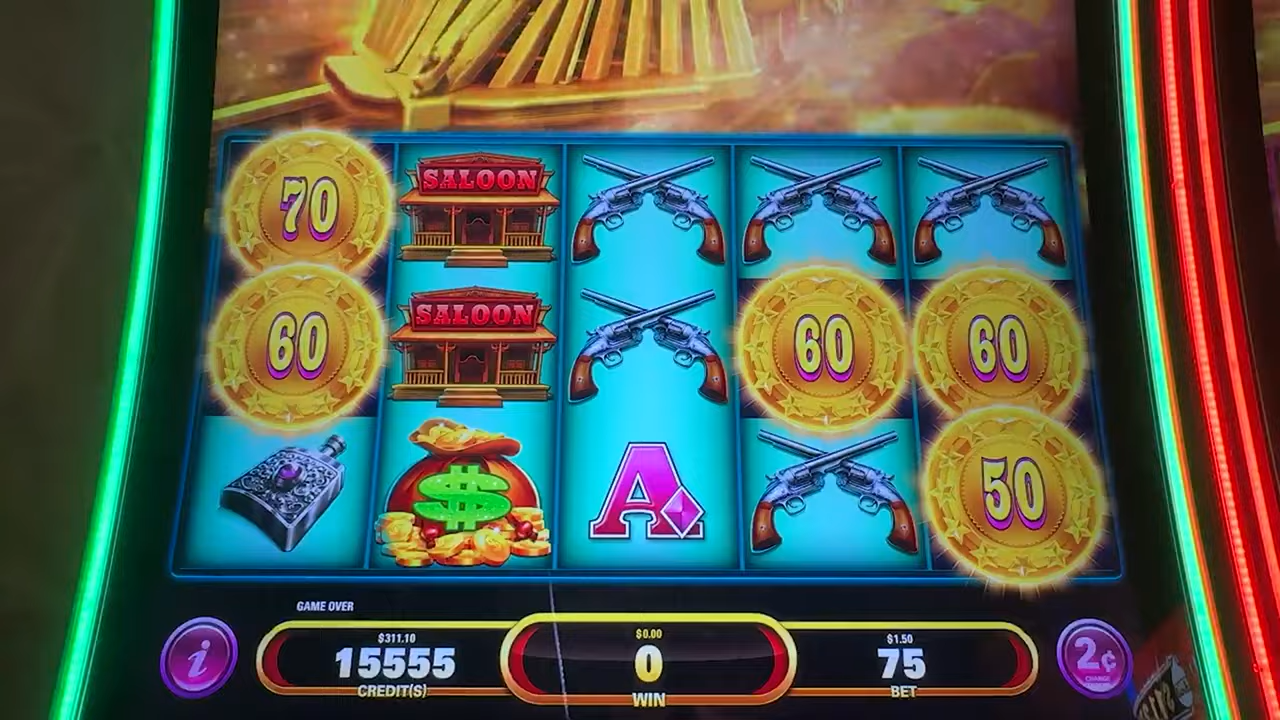 70
SALOON
60
SALOON
60
60
$
A
50
GAME OVER
i
$311.10
15555
CREDIT(S)
$0.00
0
WIN
$1.50
75
BET
2¢
CHANGE